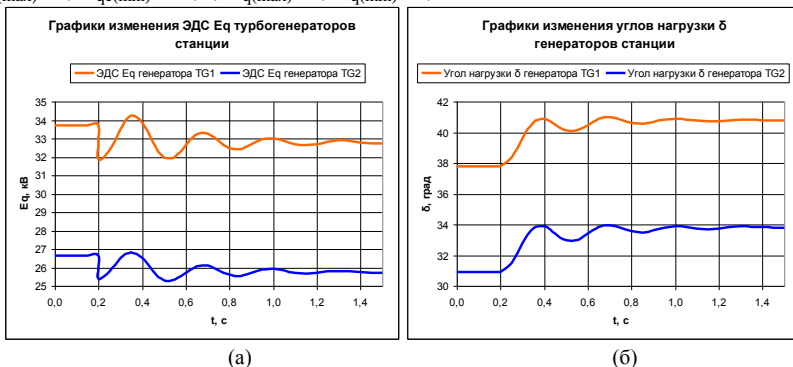 Графики изменения ЭДС Eq турбогенераторов
станции
ЭДС Eq генератора TG1
ЭДС Eq генератора TG2
Eq, кВ
35
34
33
32
31
30
29
28
27
26
25
0,0 0,2 0,4 0,6 0,8 1,0 1,2 1,4
t, с
(а)
Графики изменения углов нагрузки δ
генераторов станции
Угол нагрузки δ генератора TG1
Угол нагрузки δ генератора TG2
δ, град
42
40
38
36
34
32
30
0,0 0,2 0,4 0,6 0,8 1,0 1,2 1,4
t, с
(б)